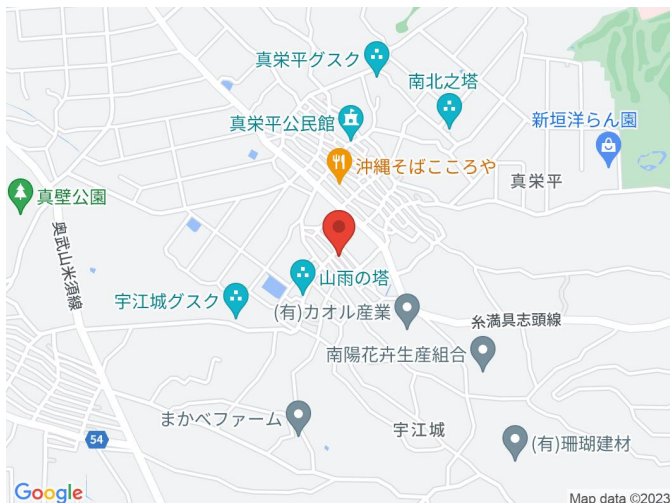 真栄平グスク
南北之塔
真栄平公民館
新垣洋らん園
沖縄そばこころや
真栄平
真壁公園
奥武山米須線
山雨の塔
宇江城グスク
(有)カオル産業
糸満具志頭線
南陽花卉生産組合
まかべファーム
宇江城
54
(有)珊瑚建材
Google
Map data ©2023